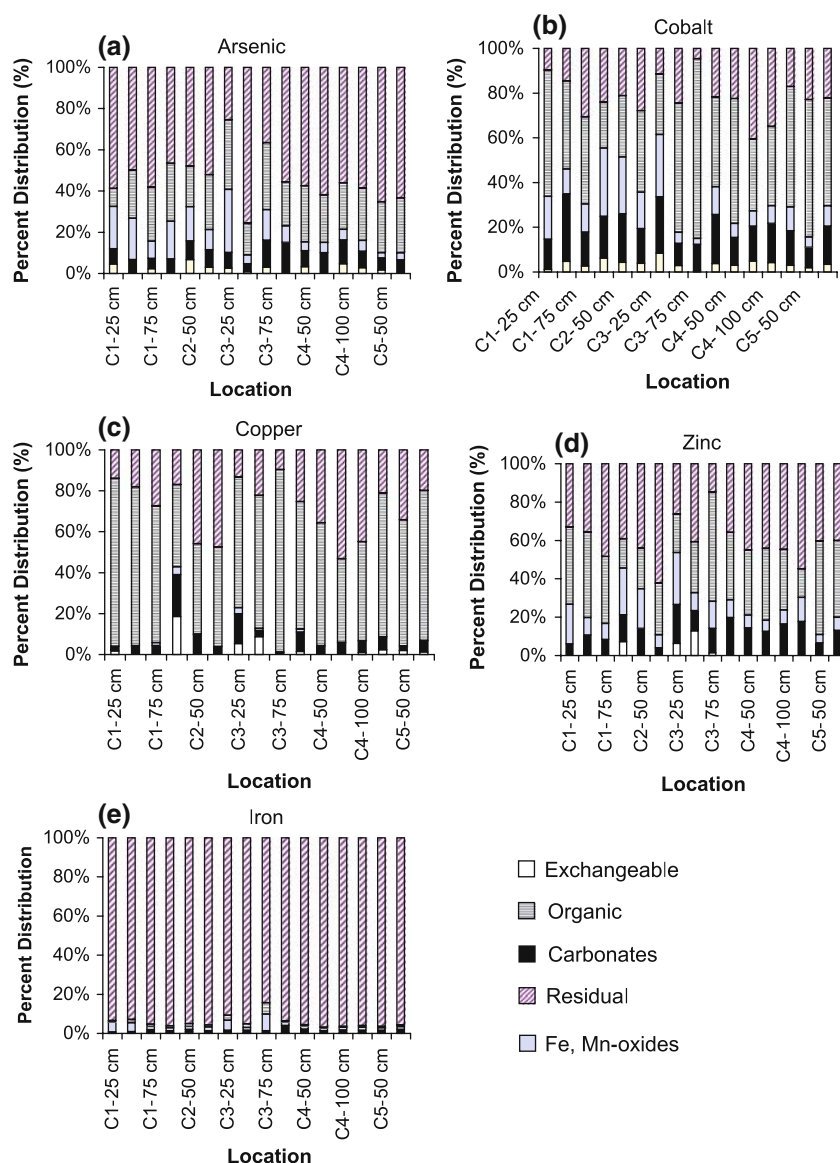 (a)
Arsenic
Percent Distribution (%)
100%
80%
60%
40%
20%
0%
C1-25 cm
C1-75 cm
C2-50 cm
C3-25 cm
C3-75 cm
C4-50 cm
C4-100 cm
C5-50 cm
Location
(b)
Cobalt
Percent Distribution (%)
100%
80%
60%
40%
20%
0%
C1-25 cm
C1-75 cm
C2-50 cm
C3-25 cm
C3-75 cm
C4-50 cm
C4-100 cm
C5-50 cm
Location
(c)
Copper
Percent Distribution (%)
100%
80%
60%
40%
20%
0%
C1-25 cm
C1-75 cm
C2-50 cm
C3-25 cm
C3-75 cm
C4-50 cm
C4-100 cm
C5-50 cm
Location
(d)
Zinc
Percent Distribution (%)
100%
80%
60%
40%
20%
0%
C1-25 cm
C1-75 cm
C2-50 cm
C3-25 cm
C3-75 cm
C4-50 cm
C4-100 cm
C5-50 cm
Location
(e)
Iron
Percent Distribution
100%
80%
60%
40%
20%
0%
C1-25 cm
C1-75 cm
C2-50 cm
C3-25 cm
C3-75 cm
C4-50 cm
C4-100 cm
C5-50 cm
Location
Exchangeable
Organic
Carbonates
Residual
Fe, Mn-oxides